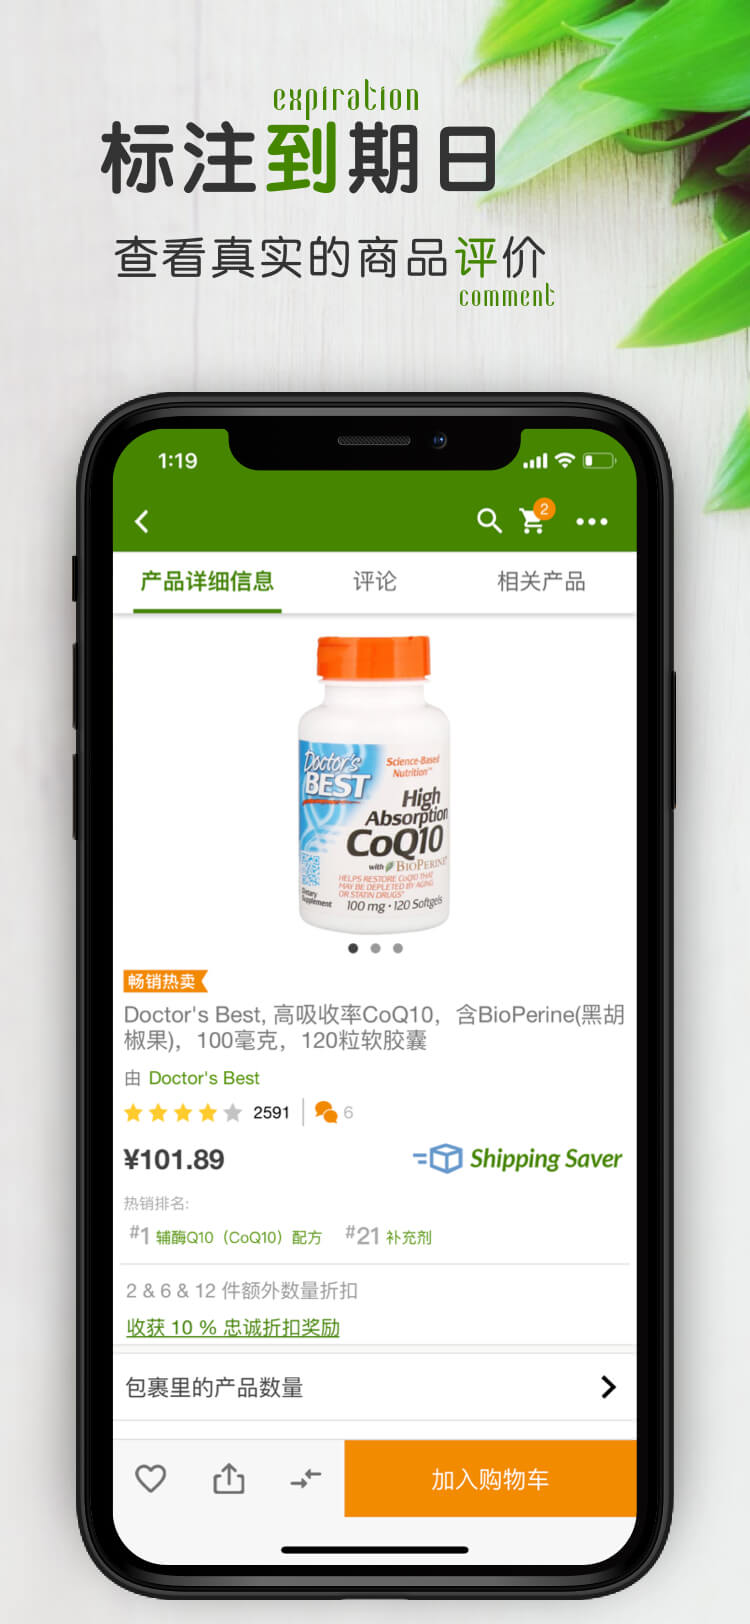 expiration
标注到期日
查看真实的商品评价
comment
1:19
2
产品详细信息
评论
相关产品
Doctor's
BEST
Science-Based
Nutrition™
High
Absorption
CoQ10
with BIOPERINE
HELPS RESTORE CoQ10 THAT
MAY BE DEPLETED BY AGING
OR STATIN DRUGS*
Dietary
Supplement
100 mg • 120 Softgels
畅销热卖
Doctor's Best, 高吸收率CoQ10，含BioPerine(黑胡
椒果)，100毫克，120粒软胶囊
由 Doctor's Best
2591
6
¥101.89
Shipping Saver
热销排名:
#1 辅酶Q10（CoQ10）配方 #21 补充剂
2 & 6 & 12 件额外数量折扣
收获 10 % 忠诚折扣奖励
包裹里的产品数量
加入购物车